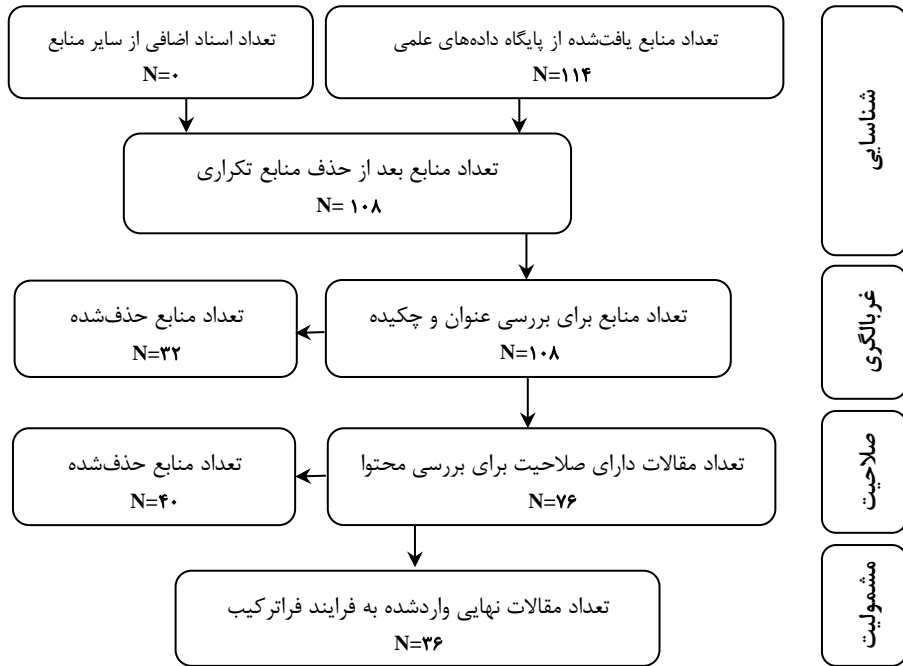 شناسایی
تعداد منابع یافت‌شده از پایگاه داده‌های علمی
N=۱۱۴
تعداد اسناد اضافی از سایر منابع
N=۰
تعداد منابع بعد از حذف منابع تکراری
N= ۱۰۸
غربالگری
تعداد منابع برای بررسی عنوان و چکیده
N=۱۰۸
تعداد منابع حذف‌شده
N=۳۲
صلاحیت
تعداد مقالات دارای صلاحیت برای بررسی محتوا
N=۷۶
تعداد منابع حذف‌شده
N=۴۰
مشمولیت
تعداد مقالات نهایی واردشده به فرایند فراترکیب
N=۳۶